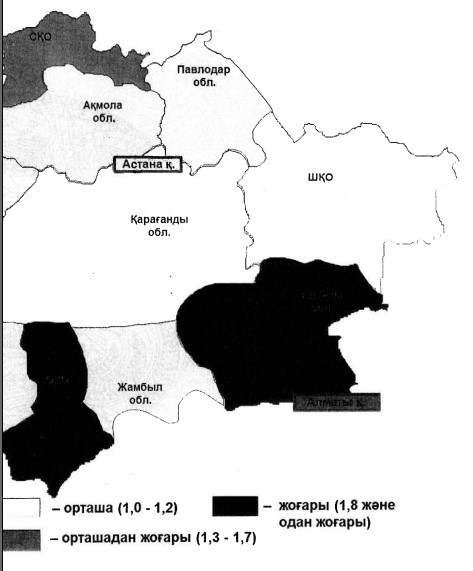 СҚО
Павлодар
обл.
Ақмола
обл.
Астана қ.
ШҚО
Қарағанды
обл.
Жамбыл
обл.
Алматы қ.
– орташа (1,0 - 1,2)
– жоғары (1,8 және
одан жоғары)
– орташадан жоғары (1,3 - 1,7)